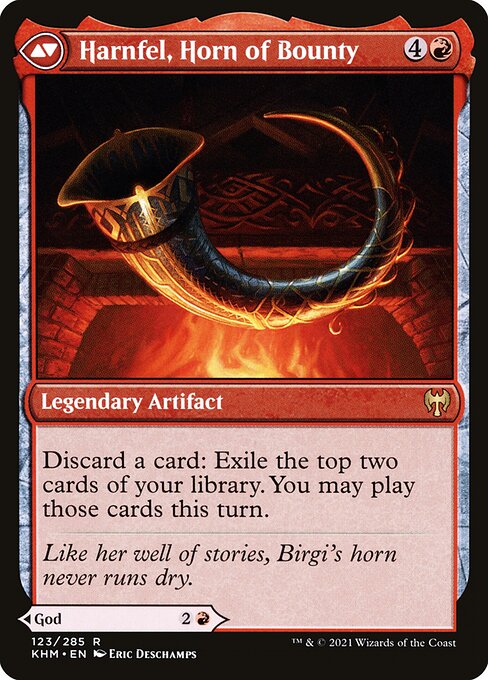 Harnfel, Horn of Bounty 4
Legendary Artifact
Discard a card: Exile the top two
cards of your library. You may play
those cards this turn.
Like her well of stories, Birgi's horn
never runs dry.
God 2
123/285 R
KHM • EN Eric Deschamps
™ & © 2021 Wizards of the Coast